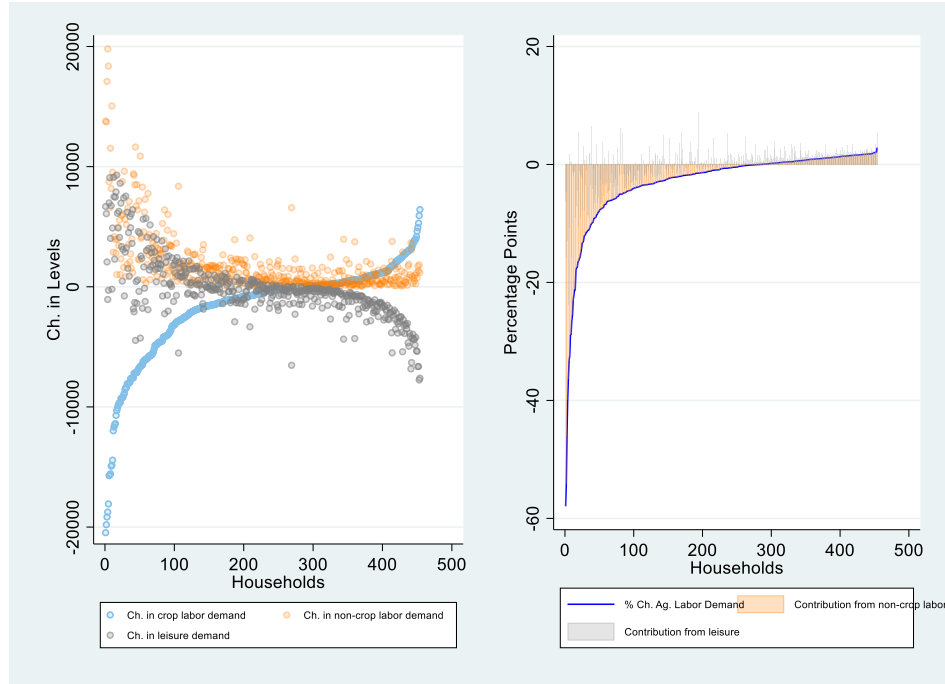 20000
10000
0
-10000
-20000
Ch. in Levels
0 100 200 300 400 500
Households
Ch. in crop labor demand Ch. in non-crop labor demand
Ch. in leisure demand
20
0
-20
-40
-60
Percentage Points
0 100 200 300 400 500
Households
% Ch. Ag. Labor Demand Contribution from non-crop labor
Contribution from leisure